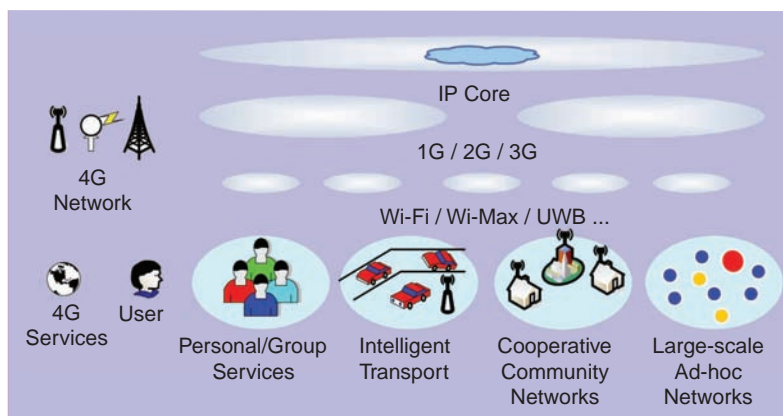 IP Core
1G / 2G / 3G
4G
Network
Wi-Fi / Wi-Max / UWB ...
4G
Services
User
Personal/Group
Services
Intelligent
Transport
Cooperative
Community
Networks
Large-scale
Ad-hoc
Networks